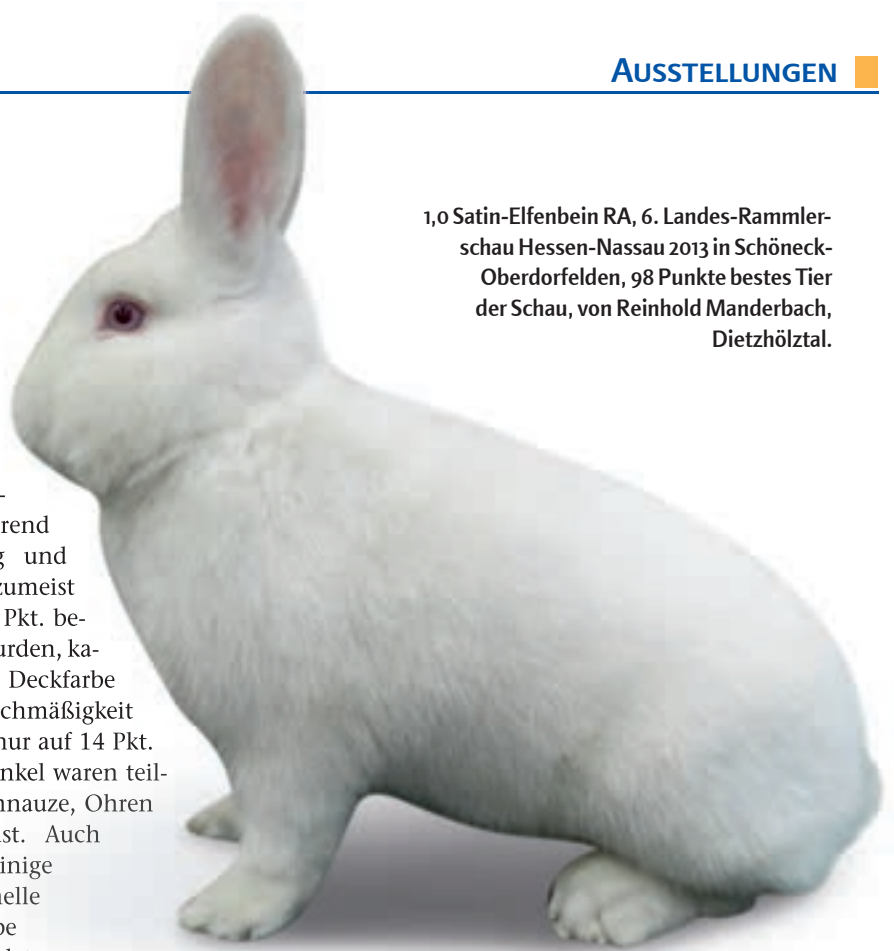 AUSSTELLUNGEN
1,0 Satin-Elfenbein RA, 6. Landes-Rammler-
schau Hessen-Nassau 2013 in Schöneck-
Oberdorfelden, 98 Punkte bestes Tier
der Schau, von Reinhold Manderbach,
Dietzhölztal.
-
rend
g und
zumeist
Pkt. be-
urden, ka-
Deckfarbe
chmäßigkeit
nur auf 14 Pkt.
nkel waren teil-
hnauze, Ohren
st. Auch
inige
elle
be